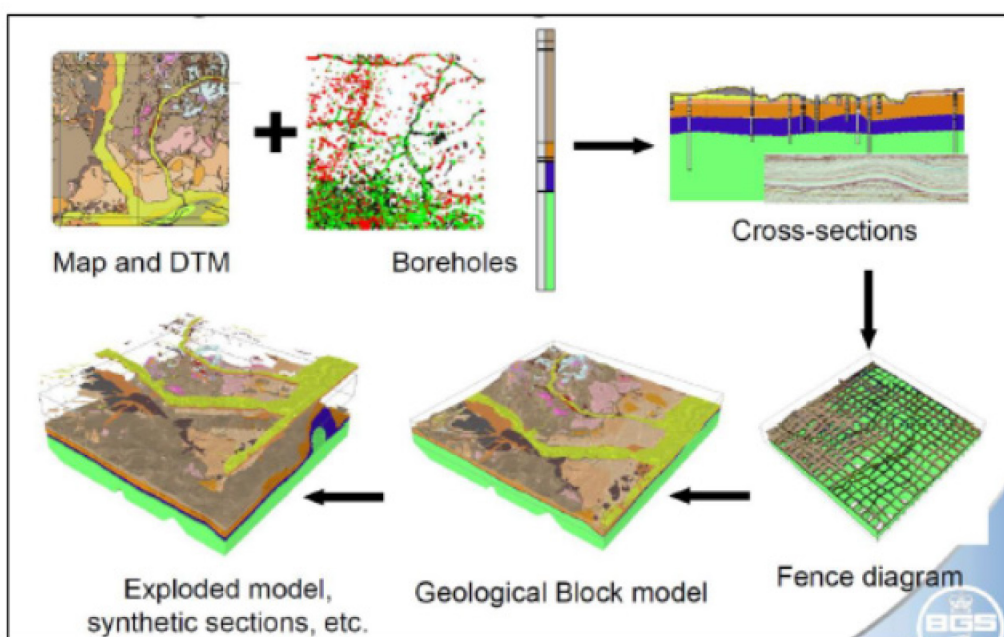 Map and DTM
Boreholes
Cross-sections
Fence diagram
Geological Block model
Exploded model,
synthetic sections, etc.
BGS